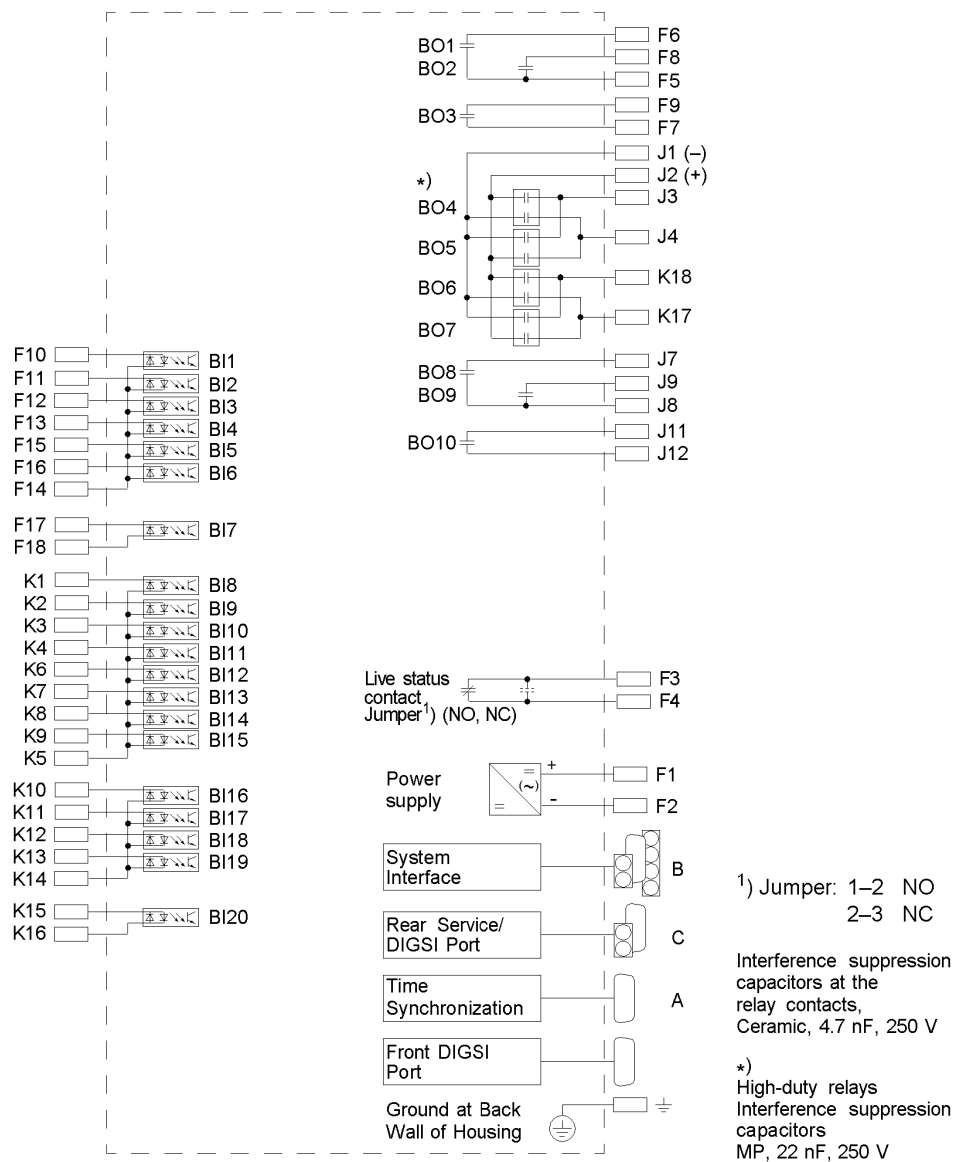 BO1 F6
BO2 F8
F5
BO3 F9
F7
J1 (–)
J2 (+)
*)
J3
BO4
J4
BO5
K18
BO6
K17
BO7
J7
BO8
J9
BO9
J8
J11
BO10
J12
F10 BI1
F11 BI2
F12 BI3
F13 BI4
F15 BI5
F16 BI6
F14
F17 BI7
F18
K1 BI8
K2 BI9
K3 BI10
K4 BI11
K6 BI12
K7 BI13
K8 BI14
K9 BI15
K5
K10 BI16
K11 BI17
K12 BI18
K13 BI19
K14
K15 BI20
K16
Live status
contact
Jumper¹) (NO, NC)
F3
F4
Power
supply
+
(~)
-
F1
F2
System
Interface
B
Rear Service/
DIGSI Port
C
Time
Synchronization
A
Front DIGSI
Port
Ground at Back
Wall of Housing
¹) Jumper: 1–2 NO
2–3 NC
Interference suppression
capacitors at the
relay contacts,
Ceramic, 4.7 nF, 250 V
*)
High-duty relays
Interference suppression
capacitors
MP, 22 nF, 250 V